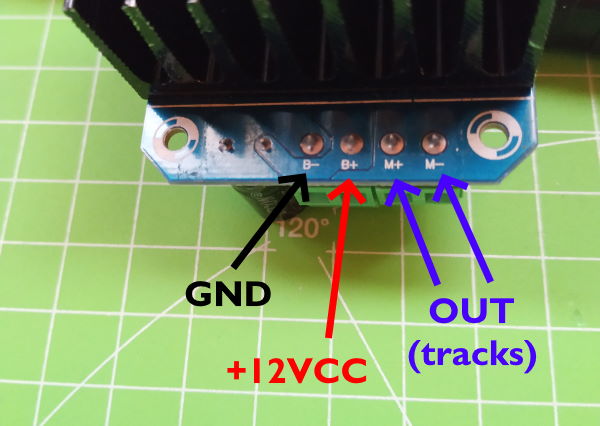 B- B+ M+ M-
120°
GND
OUT
(tracks)
+12VCC